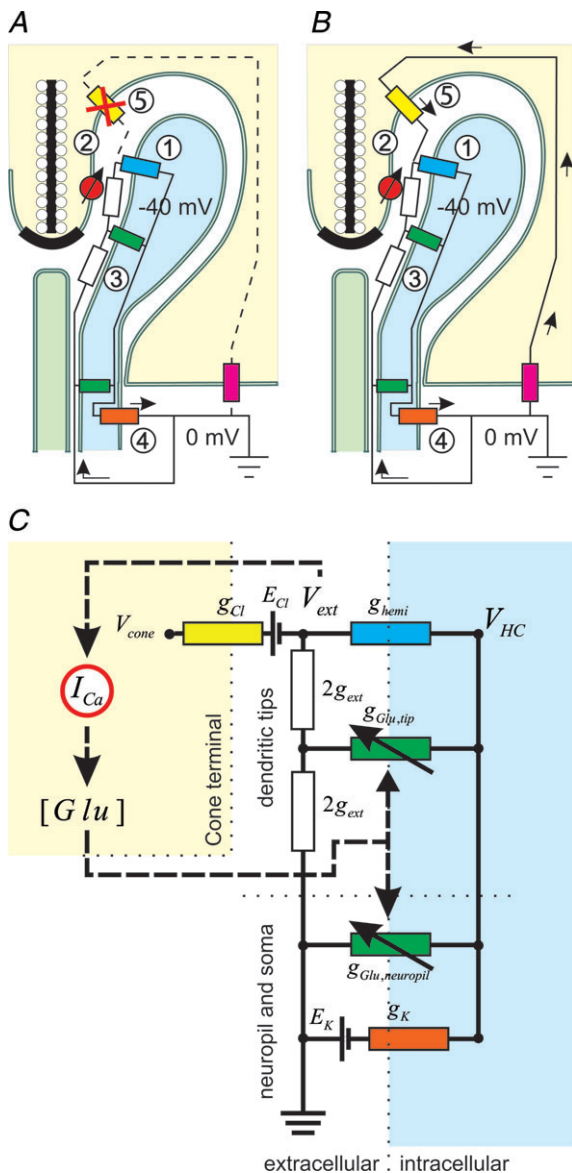 A
B
⑤
②
①
-40 mV
③
④
0 mV
⑤
②
①
-40 mV
③
④
0 mV
C
V_cone
g_Cl
E_Cl
V_ext
g_hemi
V_HC
I_Ca
2g_ext
g_Glu,tip
[Glu]
Cone terminal
dendritic tips
2g_ext
g_Glu,neuropil
neuropil and soma
E_K
g_K
extracellular
intracellular